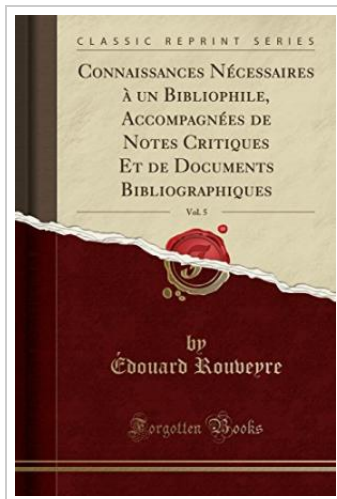 CLASSIC REPRINT SERIES
CONNAISSANCES NÉCESSAIRES
À UN BIBLIOPHILE,
ACCOMPAGNÉES DE
NOTES CRITIQUES
ET DE DOCUMENTS
BIBLIOGRAPHIQUES
Vol. 5
F
by
Édouard Rouveyre
Forgotten Books